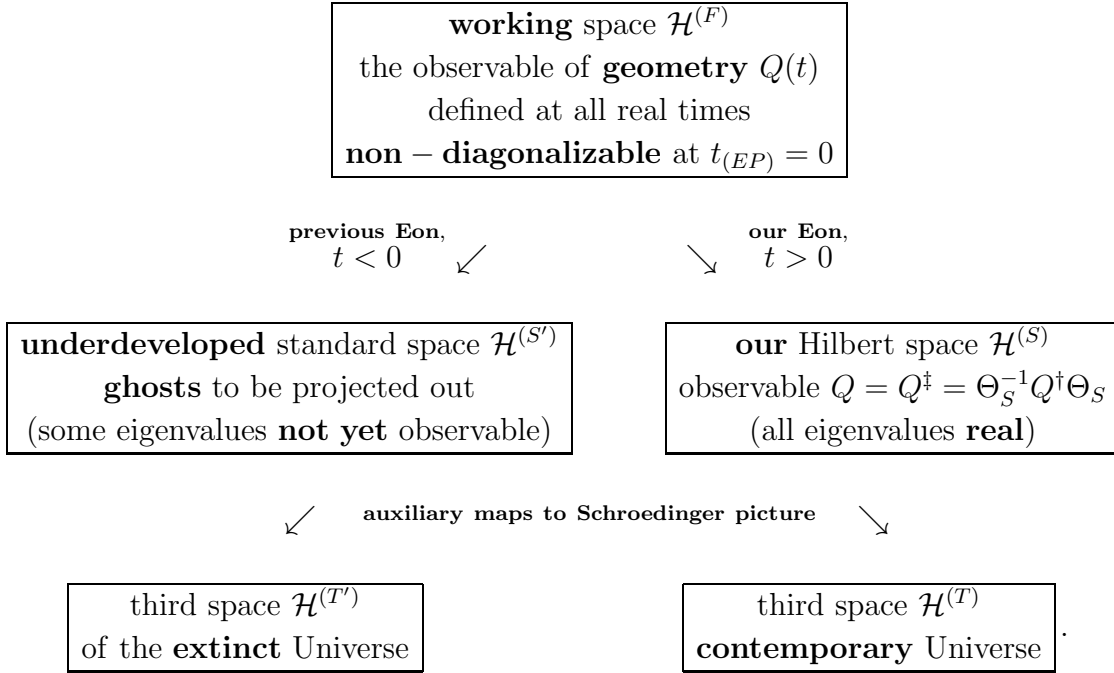 working space $\mathcal{H}^{(F)}$
the observable of geometry $Q(t)$
defined at all real times
non − diagonalizable at $t_{(EP)} = 0$
previous Eon,
$t < 0$ ↙
our Eon,
↘ $t > 0$
underdeveloped standard space $\mathcal{H}^{(S')}$
ghosts to be projected out
(some eigenvalues not yet observable)
our Hilbert space $\mathcal{H}^{(S)}$
observable $Q = Q^{\ddagger} = \Theta_S^{-1} Q^{\dagger} \Theta_S$
(all eigenvalues real)
↙ auxiliary maps to Schroedinger picture ↘
third space $\mathcal{H}^{(T')}$
of the extinct Universe
third space $\mathcal{H}^{(T)}$
contemporary Universe .